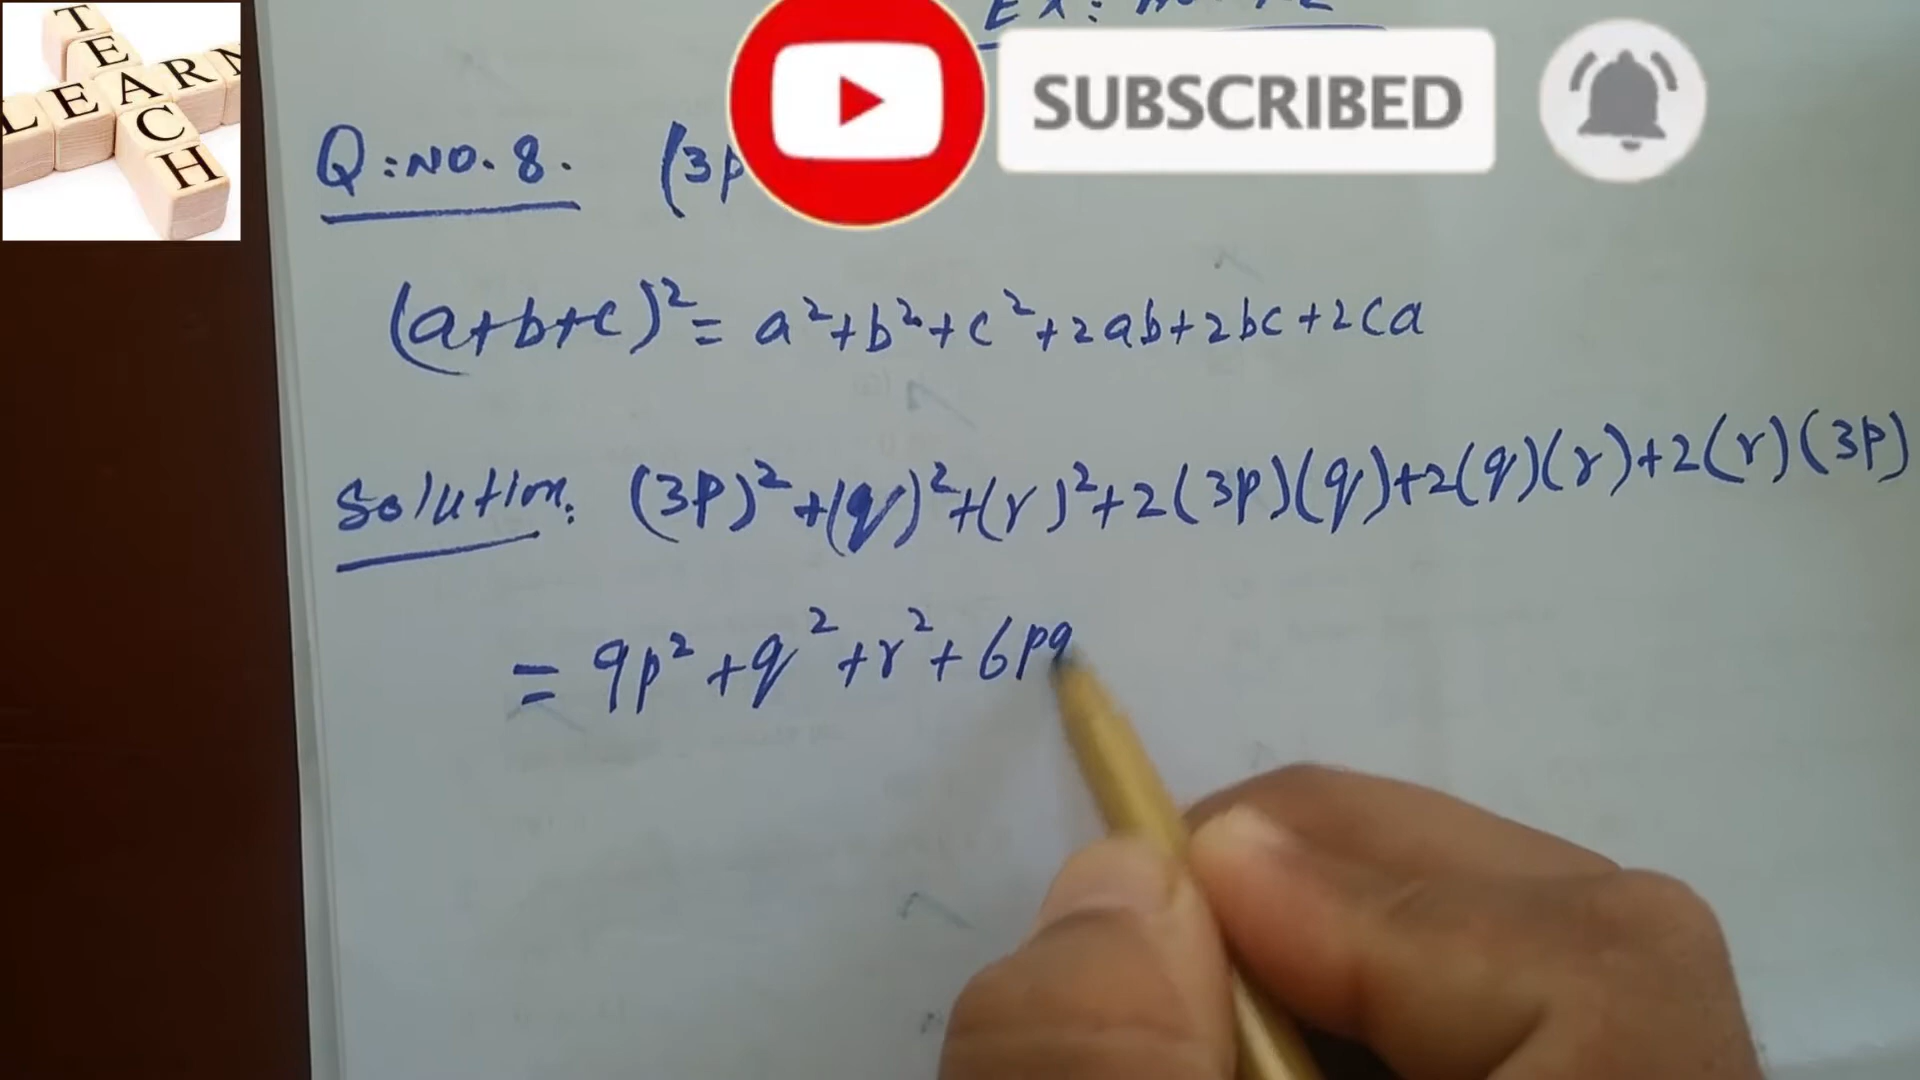 TEACH
LEARN
SUBSCRIBED
Q:NO.8. (3p
(a+b+c)²= a²+b²+c²+2ab+2bc+2ca
Solution: (3p)²+(q)²+(r)²+2(3p)(q)+2(q)(r)+2(r)(3p)
= 9p²+q²+r²+6pq